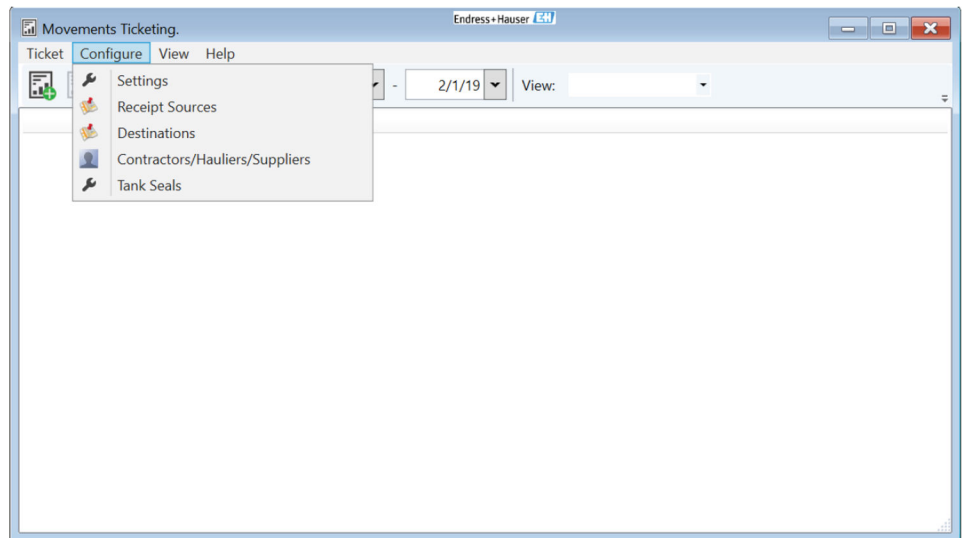 Endress+Hauser EH
Movements Ticketing.
Ticket Configure View Help
Settings
- 2/1/19 View:
Receipt Sources
Destinations
Contractors/Hauliers/Suppliers
Tank Seals